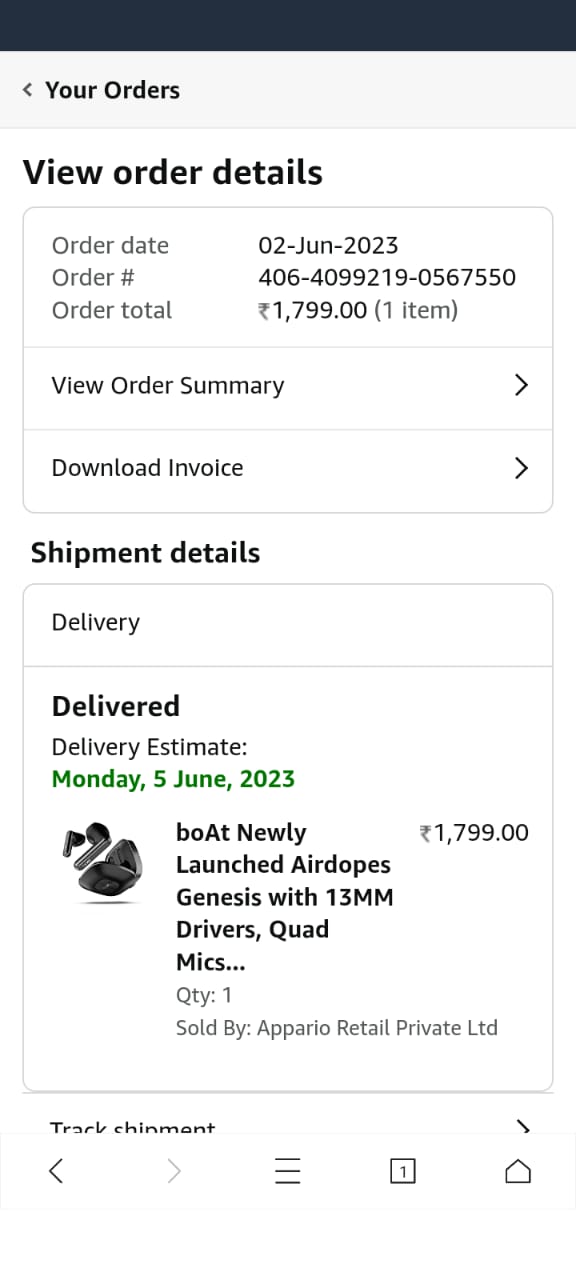 Your Orders
View order details
Order date 02-Jun-2023
Order # 406-4099219-0567550
Order total ₹1,799.00 (1 item)
View Order Summary
Download Invoice
Shipment details
Delivery
Delivered
Delivery Estimate:
Monday, 5 June, 2023
boAt Newly ₹1,799.00
Launched Airdopes
Genesis with 13MM
Drivers, Quad
Mics...
Qty: 1
Sold By: Appario Retail Private Ltd
Track shipment
1